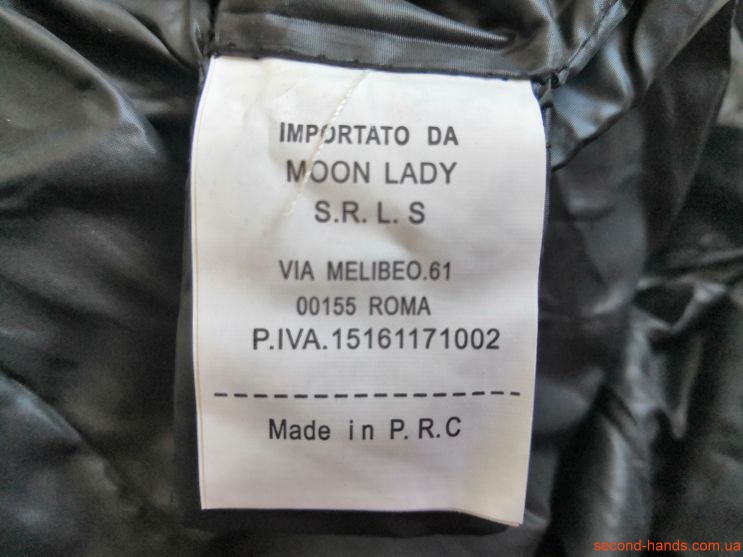 IMPORTATO DA
MOON LADY
S.R.L.S
VIA MELIBEO.61
00155 ROMA
P.IVA.15161171002
Made in P.R.C
second-hands.com.ua